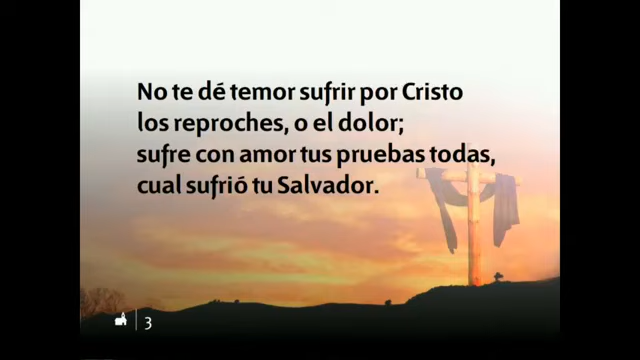 No te dé temor sufrir por Cristo
los reproches, o el dolor;
sufre con amor tus pruebas todas,
cual sufrió tu Salvador.
3